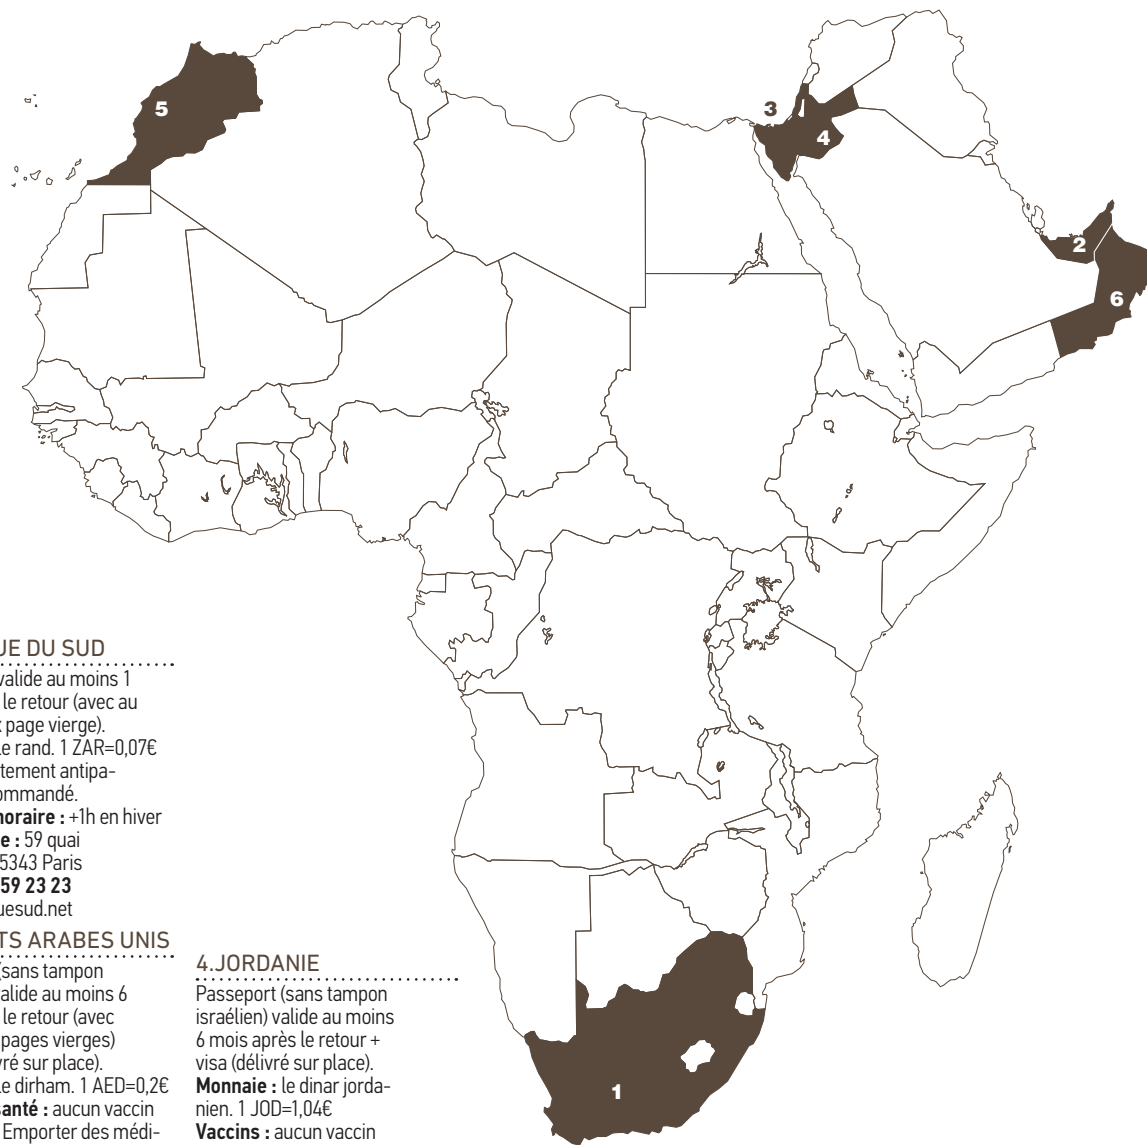 5
3
4
2
6
1
UE DU SUD
valide au moins 1
le retour (avec au
page vierge).
le rand. 1 ZAR=0,07€
tement antipa-
ommandé.
horaire : +1h en hiver
e : 59 quai
5343 Paris
59 23 23
uesud.net
TS ARABES UNIS
(sans tampon
valide au moins 6
le retour (avec
pages vierges)
vré sur place).
le dirham. 1 AED=0,2€
santé : aucun vaccin
Emporter des médi-
4.JORDANIE
Passeport (sans tampon
israélien) valide au moins
6 mois après le retour +
visa (délivré sur place).
Monnaie : le dinar jorda-
nien. 1 JOD=1,04€
Vaccins : aucun vaccin